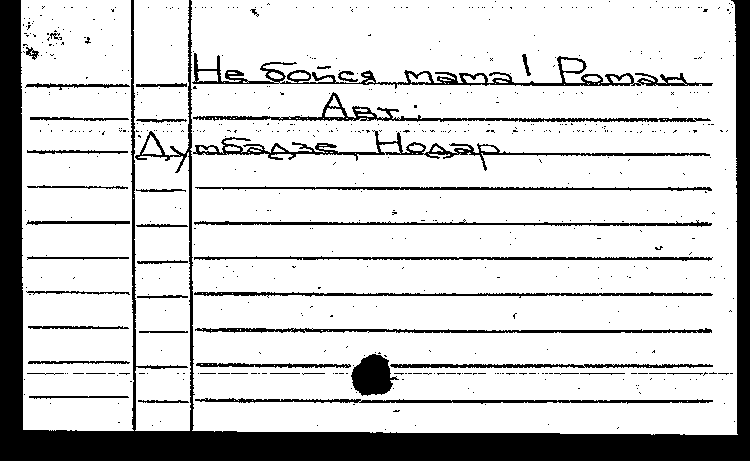 Не бойся мама! Роман
Авт.:
Думбадзе Нодар